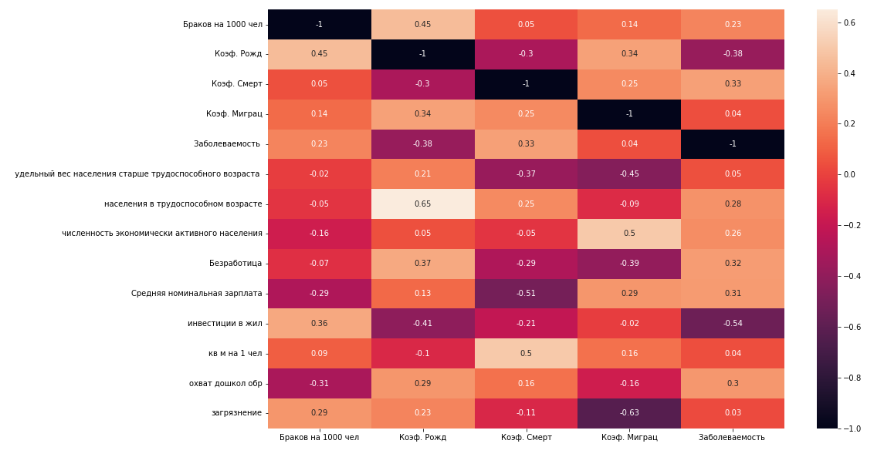 Браков на 1000 чел -1 0.45 0.05 0.14 0.23
Коэф. Рожд 0.45 -1 -0.3 0.34 -0.38
Коэф. Смерт 0.05 -0.3 -1 0.25 0.33
Коэф. Миграц 0.14 0.34 0.25 -1 0.04
Заболеваемость 0.23 -0.38 0.33 0.04 -1
удельный вес населения старше трудоспособного возраста -0.02 0.21 -0.37 -0.45 0.05
населения в трудоспособном возрасте -0.05 0.65 0.25 -0.09 0.28
численность экономически активного населения -0.16 0.05 -0.05 0.5 0.26
Безработица -0.07 0.37 -0.29 -0.39 0.32
Средняя номинальная зарплата -0.29 0.13 -0.51 0.29 0.31
инвестиции в жил 0.36 -0.41 -0.21 -0.02 -0.54
кв м на 1 чел 0.09 -0.1 0.5 0.16 0.04
охват дошкол обр -0.31 0.29 0.16 -0.16 0.3
загрязнение 0.29 0.23 -0.11 -0.63 0.03
Браков на 1000 чел Коэф. Рожд Коэф. Смерт Коэф. Миграц Заболеваемость
0.6
0.4
0.2
0.0
−0.2
−0.4
−0.6
−0.8
−1.0